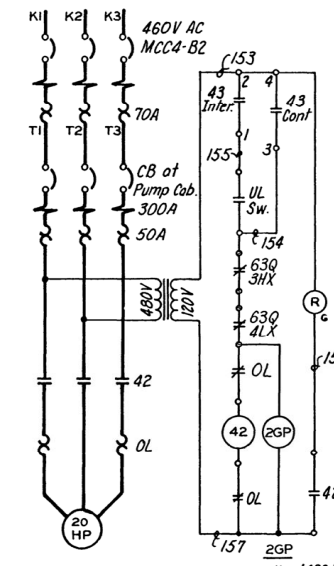 K1 K2 K3
460V AC
MCC4-B2
70A
T1 T2 T3
CB at
Pump Cab.
300A
50A
480V
120V
42
OL
20
HP
153
2 4
43
Inter.
43
Cont
1
155
3
UL
Sw.
154
63Q
3HX
63Q
4LX
OL
42
2GP
OL
157
R
G
2GP